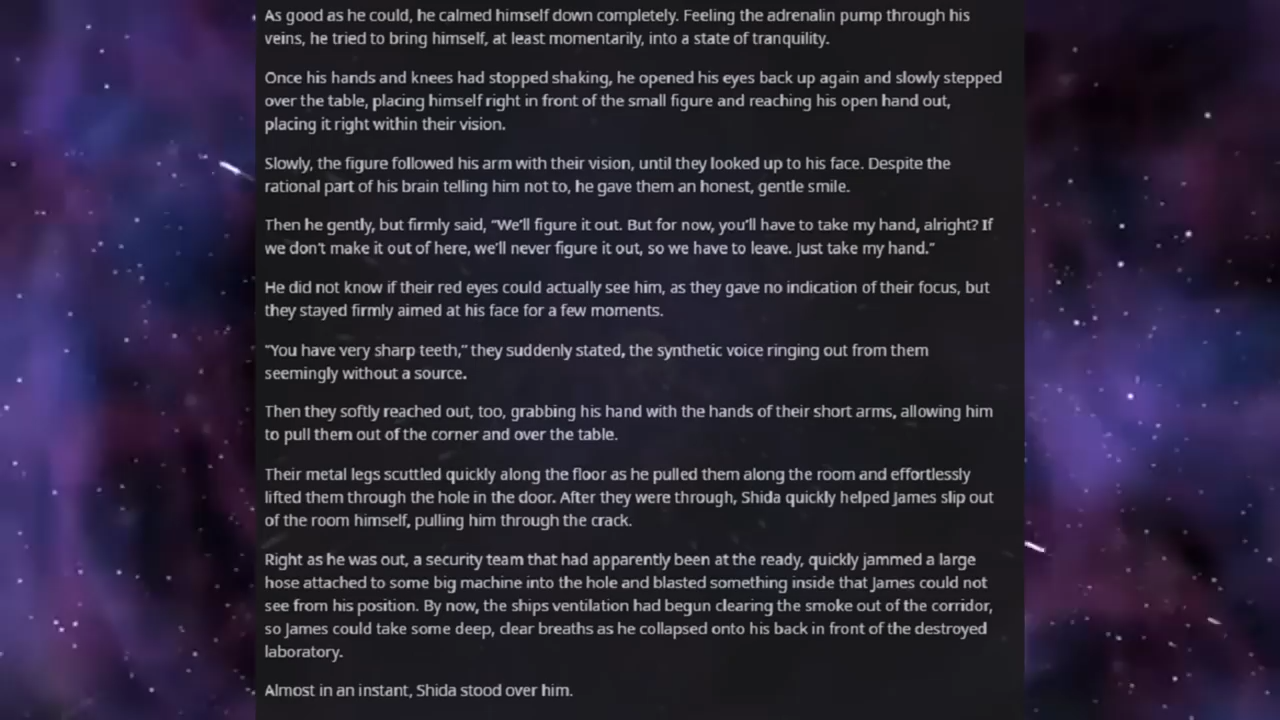 As good as he could, he calmed himself down completely. Feeling the adrenalin pump through his
veins, he tried to bring himself, at least momentarily, into a state of tranquility.
Once his hands and knees had stopped shaking, he opened his eyes back up again and slowly stepped
over the table, placing himself right in front of the small figure and reaching his open hand out,
placing it right within their vision.
Slowly, the figure followed his arm with their vision, until they looked up to his face. Despite the
rational part of his brain telling him not to, he gave them an honest, gentle smile.
Then he gently, but firmly said, “We’ll figure it out. But for now, you’ll have to take my hand, alright? If
we don’t make it out of here, we’ll never figure it out, so we have to leave. Just take my hand.”
He did not know if their red eyes could actually see him, as they gave no indication of their focus, but
they stayed firmly aimed at his face for a few moments.
“You have very sharp teeth,” they suddenly stated, the synthetic voice ringing out from them
seemingly without a source.
Then they softly reached out, too, grabbing his hand with the hands of their short arms, allowing him
to pull them out of the corner and over the table.
Their metal legs scuttled quickly along the floor as he pulled them along the room and effortlessly
lifted them through the hole in the door. After they were through, Shida quickly helped James slip out
of the room himself, pulling him through the crack.
Right as he was out, a security team that had apparently been at the ready, quickly jammed a large
hose attached to some big machine into the hole and blasted something inside that James could not
see from his position. By now, the ships ventilation had begun clearing the smoke out of the corridor,
so James could take some deep, clear breaths as he collapsed onto his back in front of the destroyed
laboratory.
Almost in an instant, Shida stood over him.